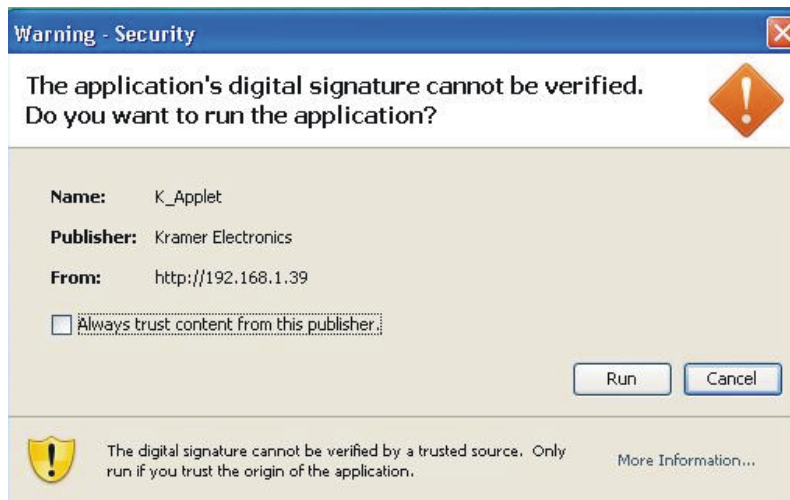 Warning - Security
The application's digital signature cannot be verified.
Do you want to run the application?
Name: K_Applet
Publisher: Kramer Electronics
From: http://192.168.1.39
Always trust content from this publisher.
Run Cancel
The digital signature cannot be verified by a trusted source. Only
run if you trust the origin of the application.
More Information...